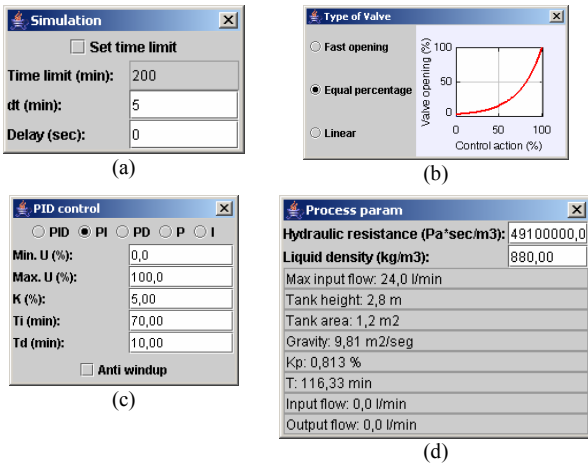 Simulation
Set time limit
Time limit (min): 200
dt (min): 5
Delay (sec): 0
(a)
Type of Valve
Fast opening
Equal percentage
Linear
Valve opening (%)
100
50
0
0 50 100
Control action (%)
(b)
PID control
PID PI PD P I
Min. U (%): 0,0
Max. U (%): 100,0
K (%): 5,00
Ti (min): 70,00
Td (min): 10,00
Anti windup
(c)
Process param
Hydraulic resistance (Pa*sec/m3): 49100000,0
Liquid density (kg/m3): 880,00
Max input flow: 24,0 l/min
Tank height: 2,8 m
Tank area: 1,2 m2
Gravity: 9,81 m2/seg
Kp: 0,813 %
T: 116,33 min
Input flow: 0,0 l/min
Output flow: 0,0 l/min
(d)